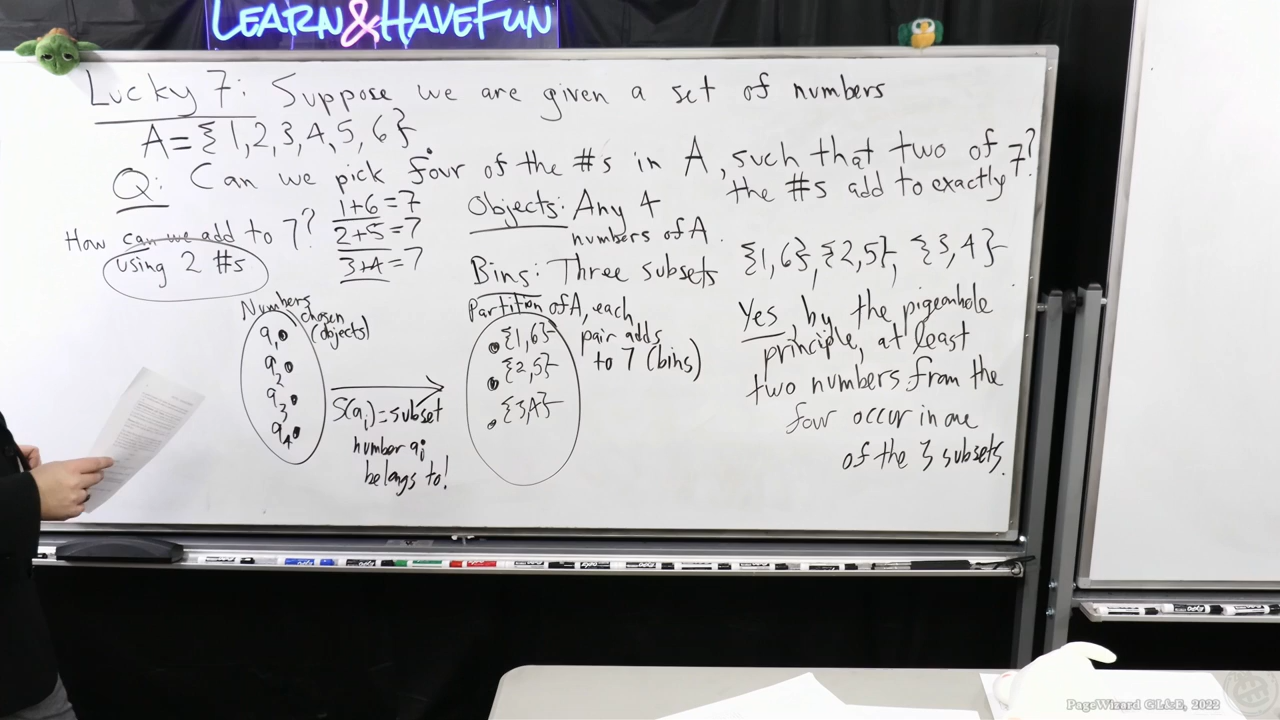 LEARN&HAVEFUN
Lucky 7: Suppose we are given a set of numbers
A={1,2,3,4,5,6}.
Q: Can we pick four of the #s in A, such that two of
the #s add to exactly 7?
How can we add to 7?
using 2 #s
1+6=7
2+5=7
3+4=7
Objects: Any 4
numbers of A.
Bins: Three subsets {1,6}, {2,5}, {3,4}
Numbers
chosen
(objects)
a1
a2
a3
a4
S(ai)=subset
number ai
belongs to!
Partition of A, each
pair adds
to 7 (bins)
{1,6}
{2,5}
{3,4}
Yes, by the pigeonhole
principle, at least
two numbers from the
four occur in one
of the 3 subsets.
PageWizard GL&E, 2022